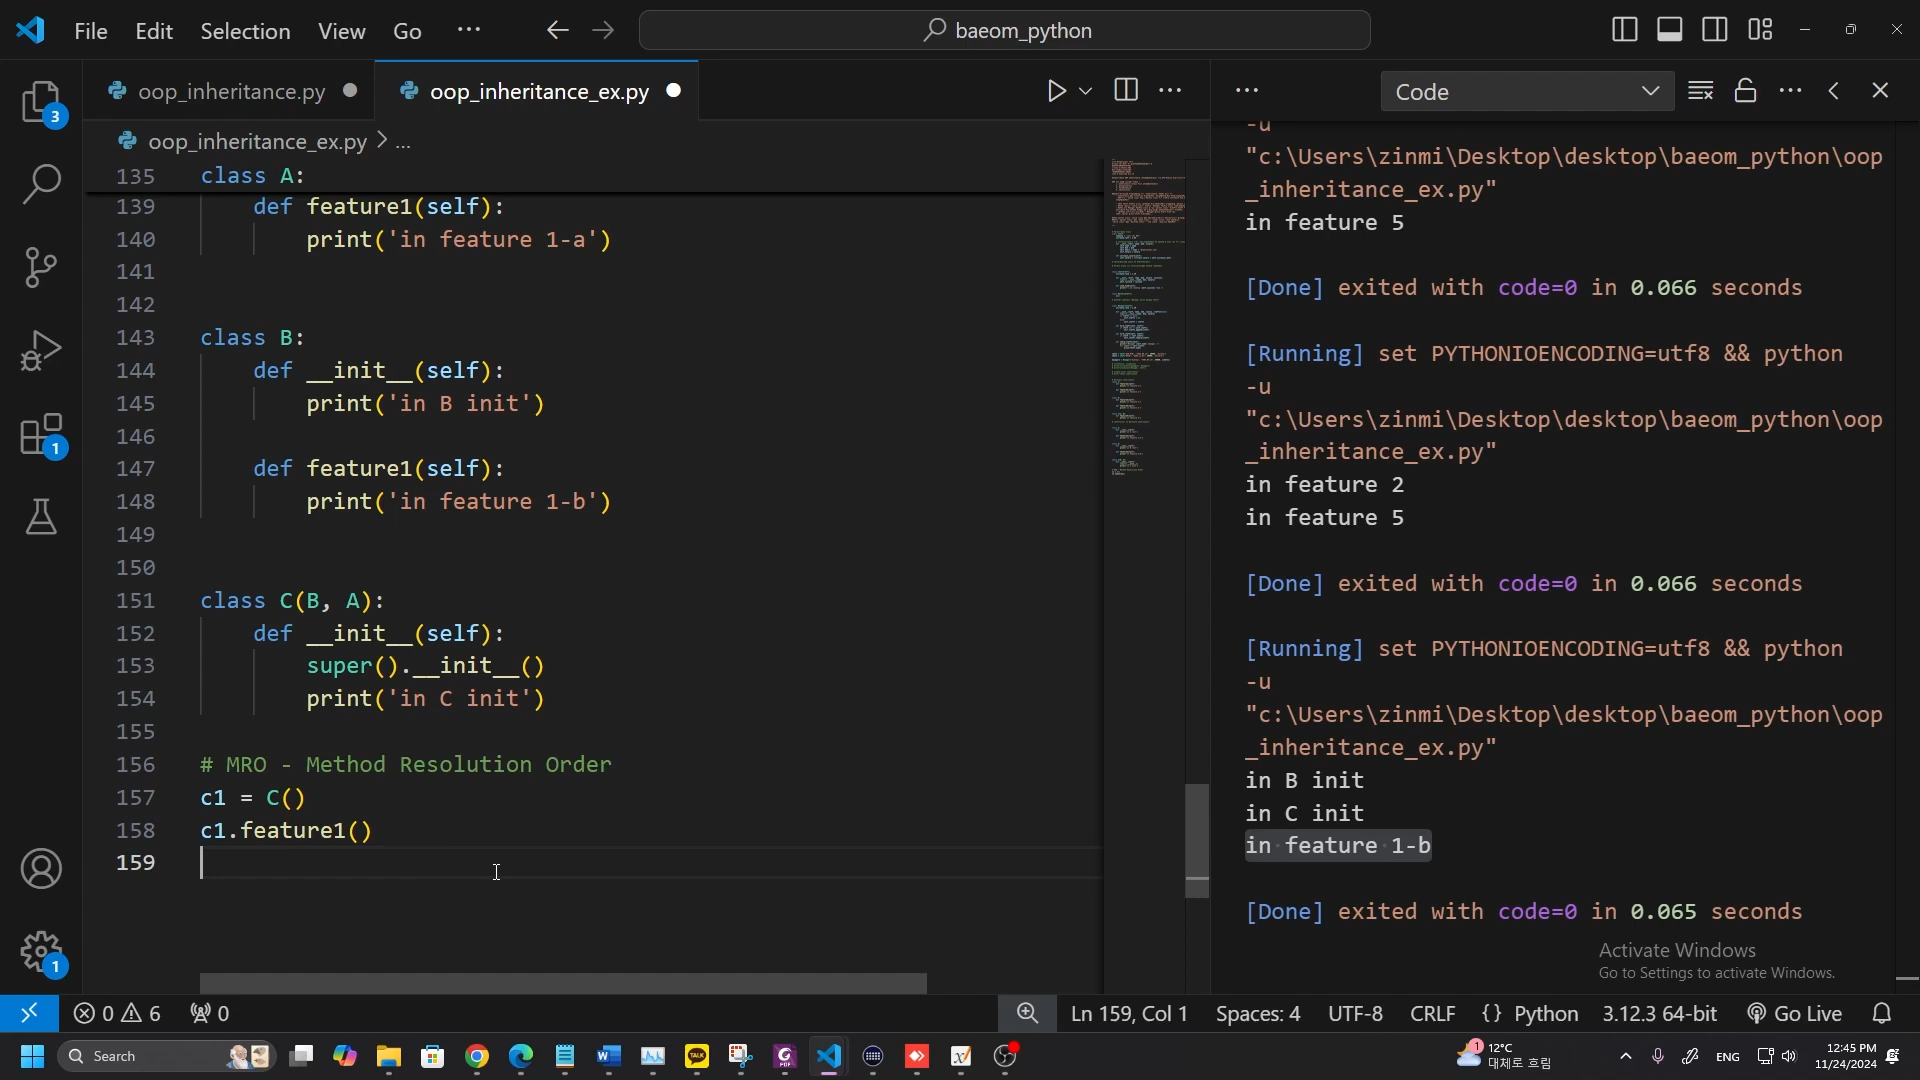 File Edit Selection View Go ... baeom_python
oop_inheritance.py oop_inheritance_ex.py
Code
oop_inheritance_ex.py > ...
135 class A:
139 def feature1(self):
140 print('in feature 1-a')
141
142
143 class B:
144 def __init__(self):
145 print('in B init')
146
147 def feature1(self):
148 print('in feature 1-b')
149
150
151 class C(B, A):
152 def __init__(self):
153 super().__init__()
154 print('in C init')
155
156 # MRO - Method Resolution Order
157 c1 = C()
158 c1.feature1()
159
-u
"c:\Users\zinmi\Desktop\desktop\baeom_python\oop
_inheritance_ex.py"
in feature 5
[Done] exited with code=0 in 0.066 seconds
[Running] set PYTHONIOENCODING=utf8 && python
-u
"c:\Users\zinmi\Desktop\desktop\baeom_python\oop
_inheritance_ex.py"
in feature 2
in feature 5
[Done] exited with code=0 in 0.066 seconds
[Running] set PYTHONIOENCODING=utf8 && python
-u
"c:\Users\zinmi\Desktop\desktop\baeom_python\oop
_inheritance_ex.py"
in B init
in C init
in feature 1-b
[Done] exited with code=0 in 0.065 seconds
Activate Windows
Go to Settings to activate Windows.
3
1
1
0 6 0 Ln 159, Col 1 Spaces: 4 UTF-8 CRLF {} Python 3.12.3 64-bit Go Live
Search
1
12°C
대체로 흐림
ENG
12:45 PM
11/24/2024